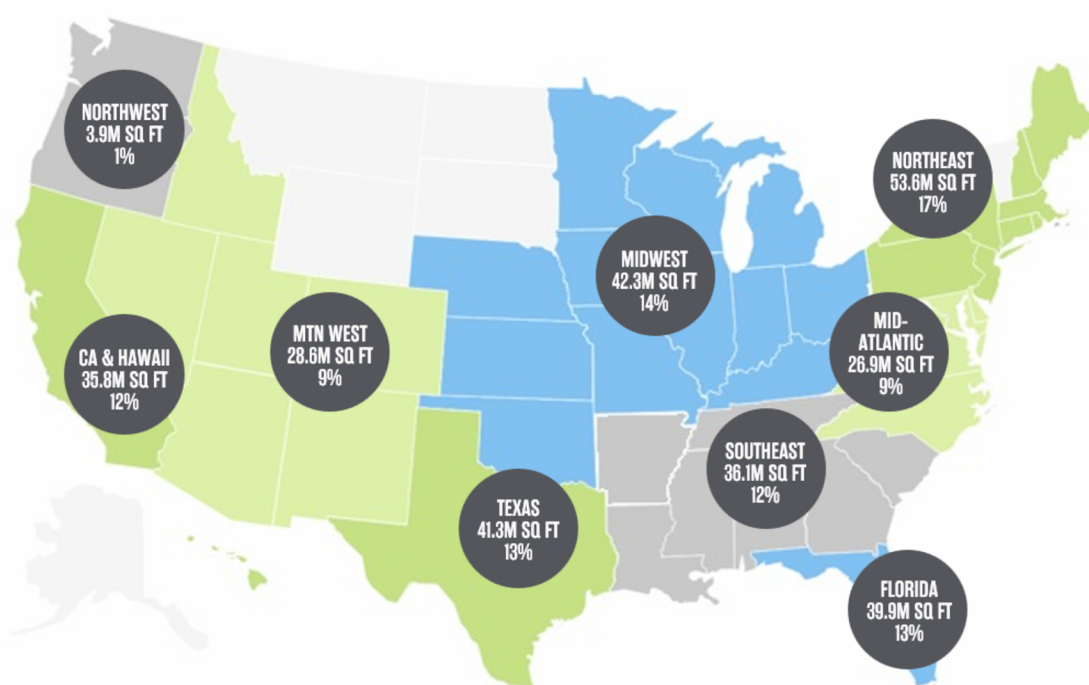 NORTHWEST
3.9M SQ FT
1%
NORTHEAST
53.6M SQ FT
17%
MIDWEST
42.3M SQ FT
14%
MTN WEST
28.6M SQ FT
9%
MID-
ATLANTIC
26.9M SQ FT
9%
CA & HAWAII
35.8M SQ FT
12%
SOUTHEAST
36.1M SQ FT
12%
TEXAS
41.3M SQ FT
13%
FLORIDA
39.9M SQ FT
13%